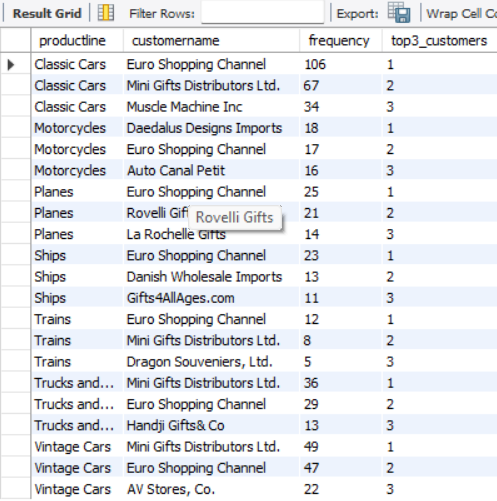 Result Grid Filter Rows: Export: Wrap Cell Co
productline customername frequency top3_customers
Classic Cars Euro Shopping Channel 106 1
Classic Cars Mini Gifts Distributors Ltd. 67 2
Classic Cars Muscle Machine Inc 34 3
Motorcycles Daedalus Designs Imports 18 1
Motorcycles Euro Shopping Channel 17 2
Motorcycles Auto Canal Petit 16 3
Planes Euro Shopping Channel 25 1
Planes Rovelli Gif 21 2
Rovelli Gifts
Planes La Rochelle Gifts 14 3
Ships Euro Shopping Channel 23 1
Ships Danish Wholesale Imports 13 2
Ships Gifts4AllAges.com 11 3
Trains Euro Shopping Channel 12 1
Trains Mini Gifts Distributors Ltd. 8 2
Trains Dragon Souveniers, Ltd. 5 3
Trucks and... Mini Gifts Distributors Ltd. 36 1
Trucks and... Euro Shopping Channel 29 2
Trucks and... Handji Gifts& Co 13 3
Vintage Cars Mini Gifts Distributors Ltd. 49 1
Vintage Cars Euro Shopping Channel 47 2
Vintage Cars AV Stores, Co. 22 3